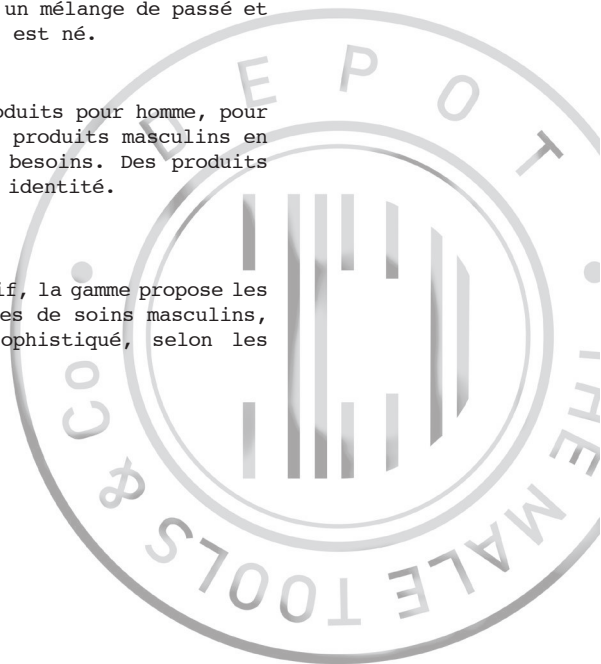 un mélange de passé et
est né.
oduits pour homme, pour
produits masculins en
besoins. Des produits
identité.
if, la gamme propose les
es de soins masculins,
ophistiqué, selon les
DEPOT
THE MALE TOOLS & Co